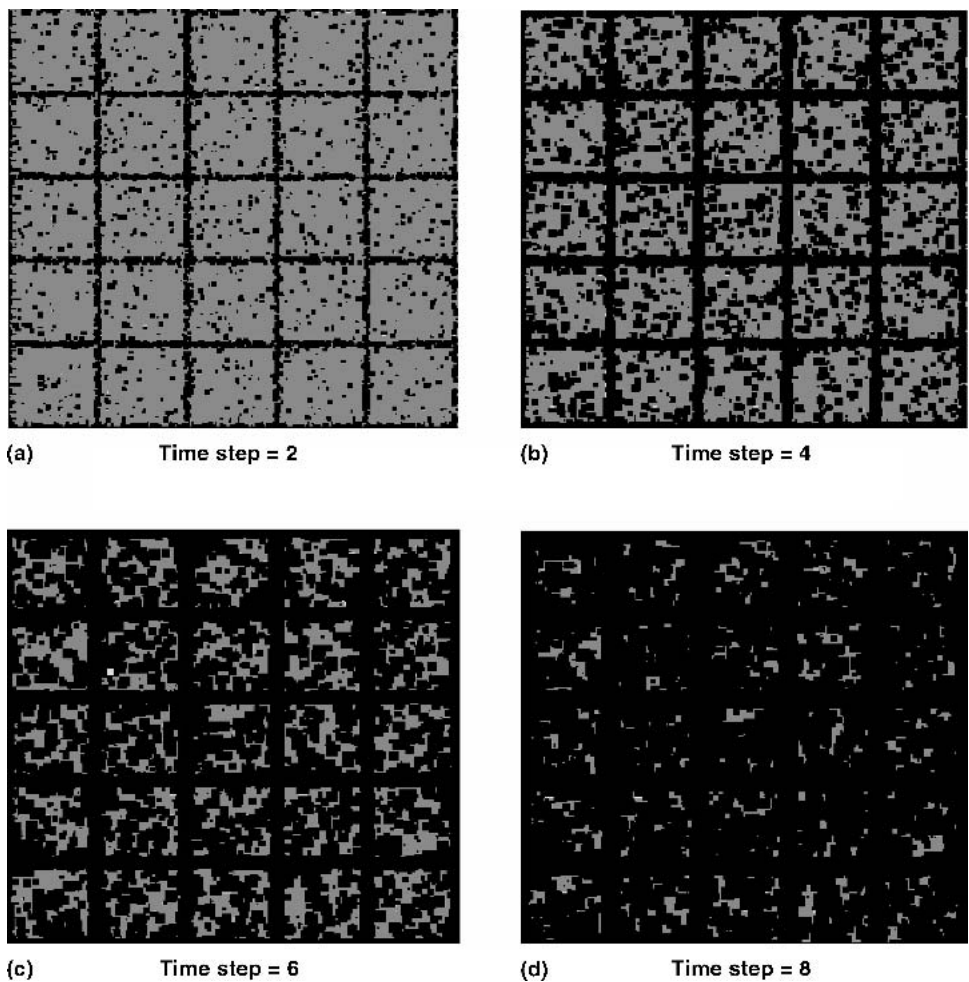 (a) Time step = 2
(b) Time step = 4
(c) Time step = 6
(d) Time step = 8